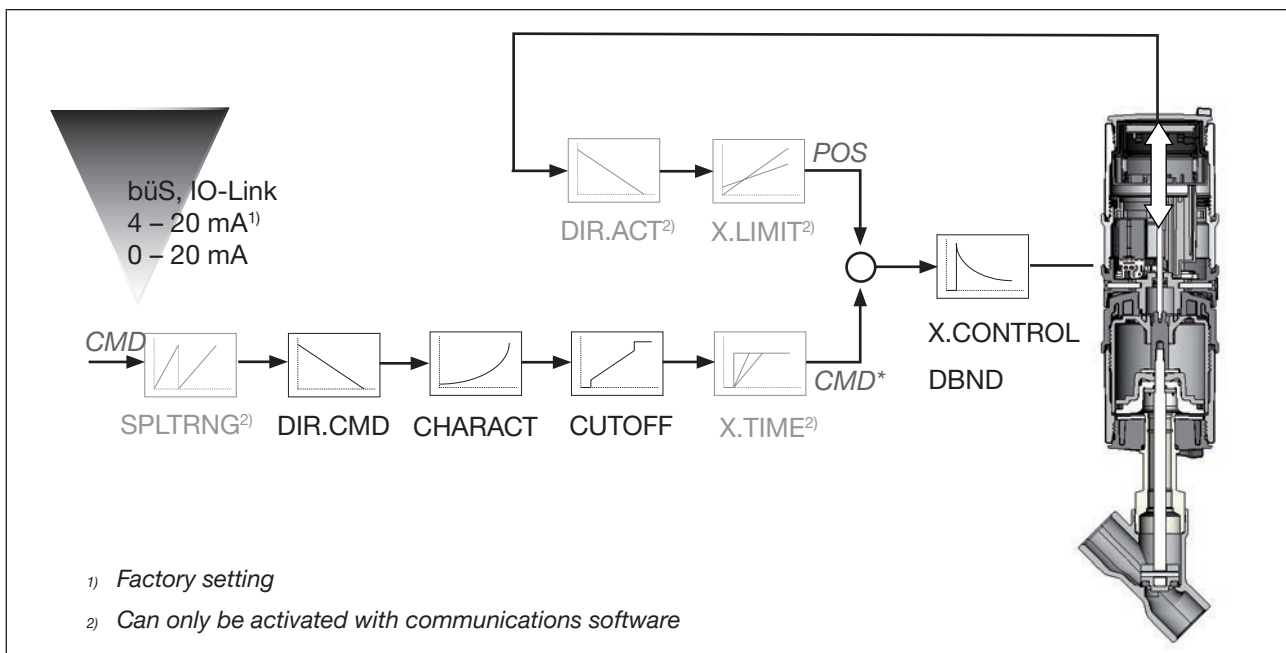 büS, IO-Link
4 – 20 mA1)
0 – 20 mA
POS
DIR.ACT2)
X.LIMIT2)
X.CONTROL
DBND
CMD
SPLTRNG2)
DIR.CMD
CHARACT
CUTOFF
X.TIME2)
CMD*
1) Factory setting
2) Can only be activated with communications software